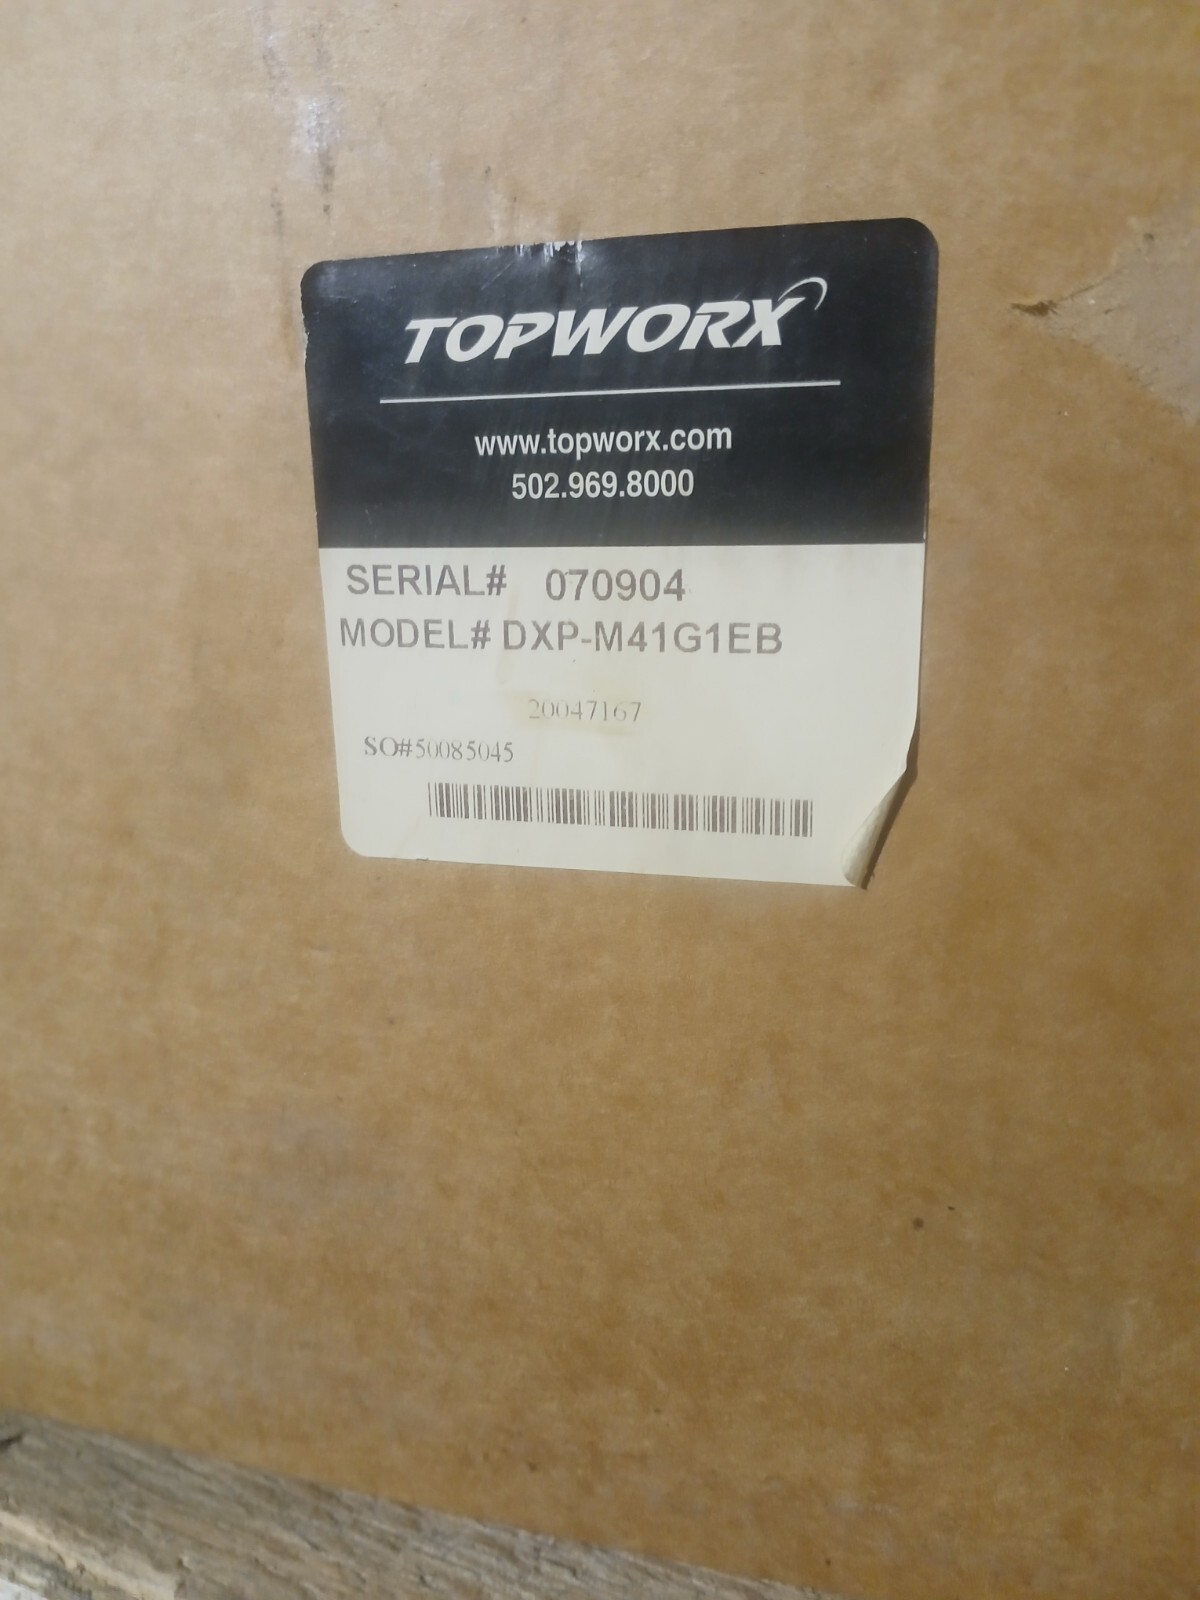 TOPWORX
www.topworx.com
502.969.8000
SERIAL# 070904
MODEL# DXP-M41G1EB
20047167
SO#50085045